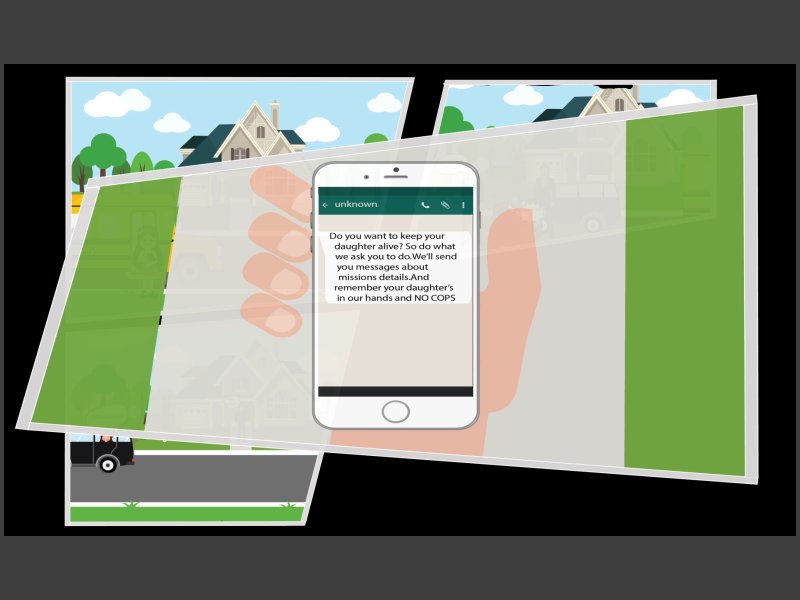 unknown
Do you want to keep your
daughter alive? So do what
we ask you to do.We'll send
you messages about
missions details.And
remember your daughter's
in our hands and NO COPS